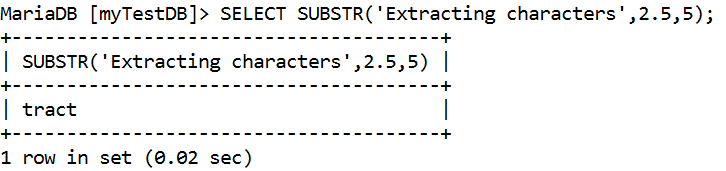 MariaDB [myTestDB]> SELECT SUBSTR('Extracting characters',2.5,5);
+---------------------------------------+
| SUBSTR('Extracting characters',2.5,5) |
+---------------------------------------+
| tract                                 |
+---------------------------------------+
1 row in set (0.02 sec)